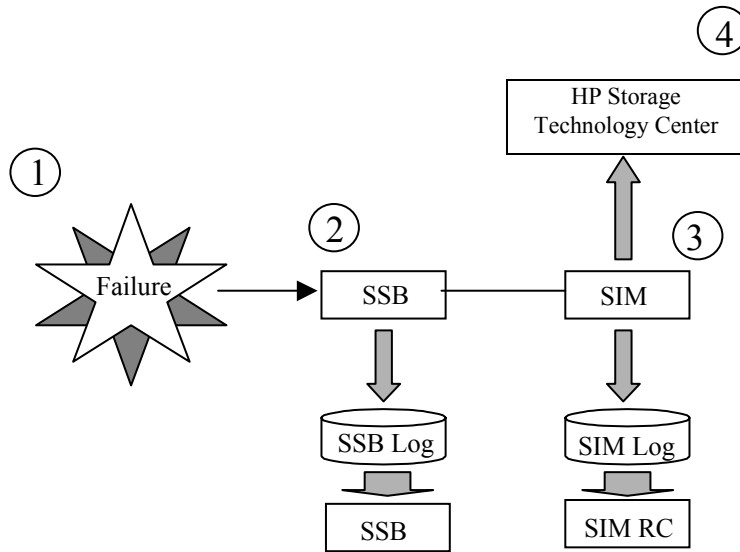 4
HP Storage
Technology Center
1
2
3
Failure
SSB
SIM
SSB Log
SIM Log
SSB
SIM RC